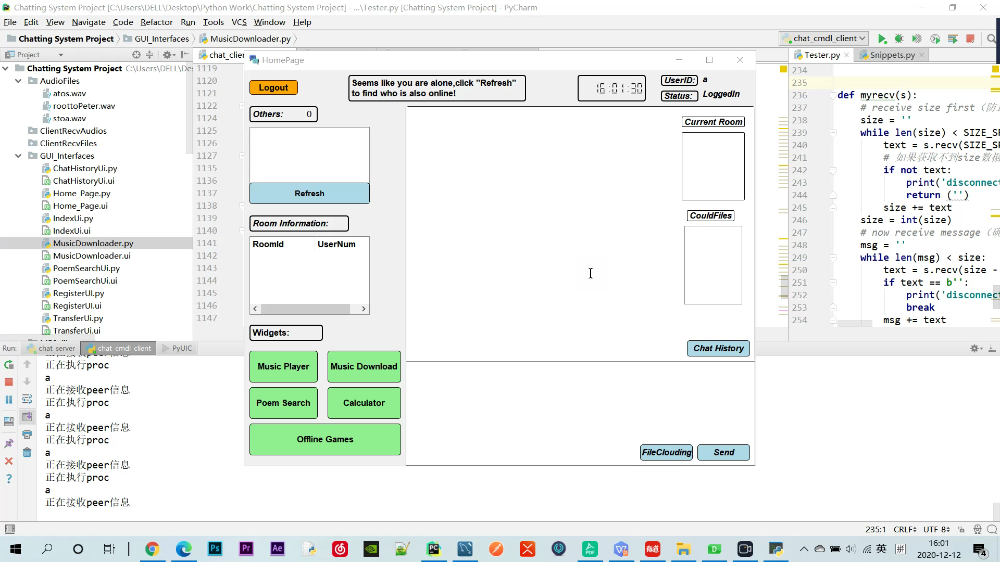 Chatting System Project [C:\Users\DELL\Desktop\Python Work\Chatting System Project] - ...\Tester.py [Chatting System Project] - PyCharm
File Edit View Navigate Code Refactor Run Tools VCS Window Help
Chatting System Project GUI_Interfaces MusicDownloader.py
chat_cmdl_client
Project
Chatting System Project C:\Users\DELL\De
AudioFiles
atos.wav
roottoPeter.wav
stoa.wav
ClientRecvAudios
ClientRecvFiles
GUI_Interfaces
ChatHistoryUi.py
ChatHistoryUi.ui
Home_Page.py
Home_Page.ui
IndexUi.py
IndexUi.ui
MusicDownloader.py
MusicDownloader.ui
PoemSearchUi.py
PoemSearchUi.ui
RegisterUI.py
RegisterUI.ui
TransferUi.py
TransferUi.ui
1119
1120
1121
1122
1124
1125
1126
1127
1135
1136
1137
1138
1139
1140
1141
1142
1143
1144
1145
1146
1147
HomePage
Logout
Seems like you are alone,click "Refresh"
to find who is also online!
16:01:30
UserID: a
Status: LoggedIn
Others: 0
Refresh
Room Information:
RoomId UserNum
Widgets:
Music Player Music Download
Poem Search Calculator
Offline Games
Current Room
CouldFiles
Chat History
FileClouding Send
Tester.py Snippets.py
234
235
236 def myrecv(s):
237 # receive size first
238 size = ''
239 while len(size) < SIZE_SP
240 text = s.recv(SIZE_SP
241 # 如果获取不到size数据
242 if not text:
243 print('disconnect
244 return ('')
245 size += text
246 size = int(size)
247 # now receive message
248 msg = ''
249 while len(msg) < size:
250 text = s.recv(size -
251 if text == b'':
252 print('disconnect
253 break
254 msg += text
Run: chat_server chat_cmdl_client PyUIC
正在执行proc
a
正在接收peer信息
正在执行proc
a
正在接收peer信息
正在执行proc
a
正在接收peer信息
正在执行proc
a
正在接收peer信息
235:1 CRLF UTF-8
Ps Pr Ae PC PDF 有道 D
英 拼
16:01
2020-12-12
4